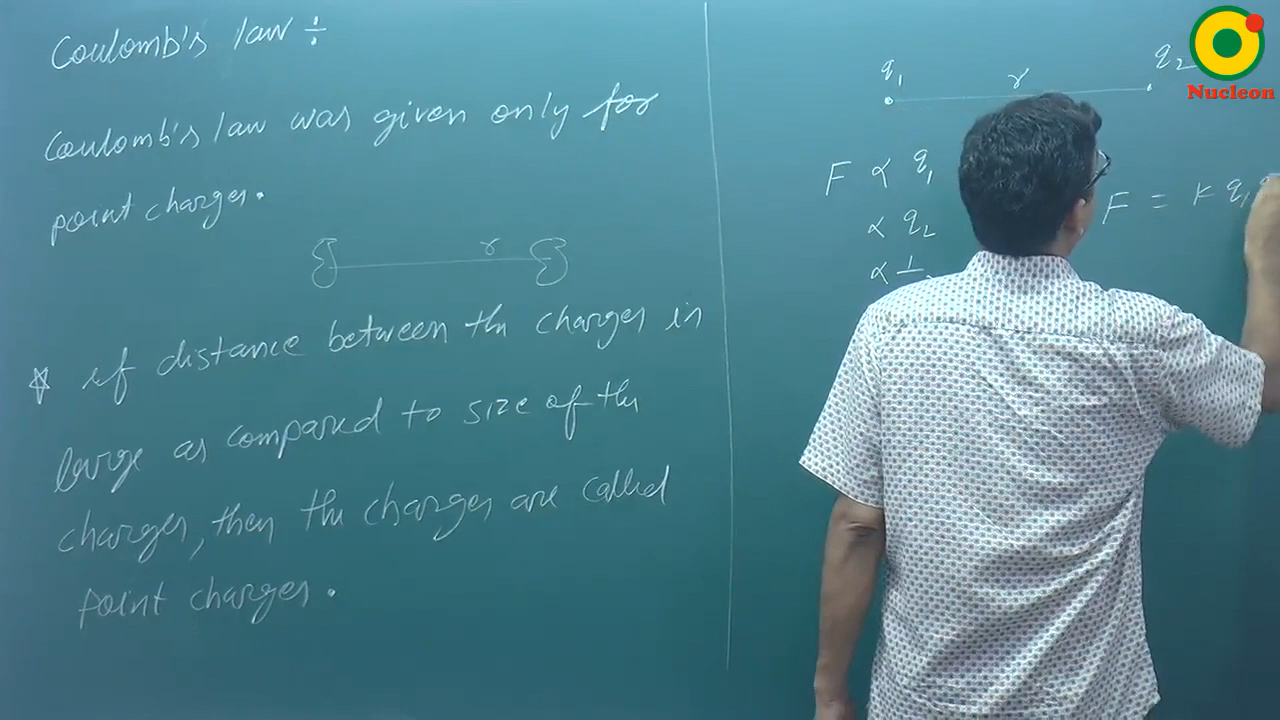 Coulomb's law ÷
Coulomb's law was given only for
point charges.
r
* if distance between the charges is
large as compared to size of the
charges, then the charges are called
point charges.
q1 r q2
F ∝ q1
∝ q2
∝ 1
F = k q1
Nucleon